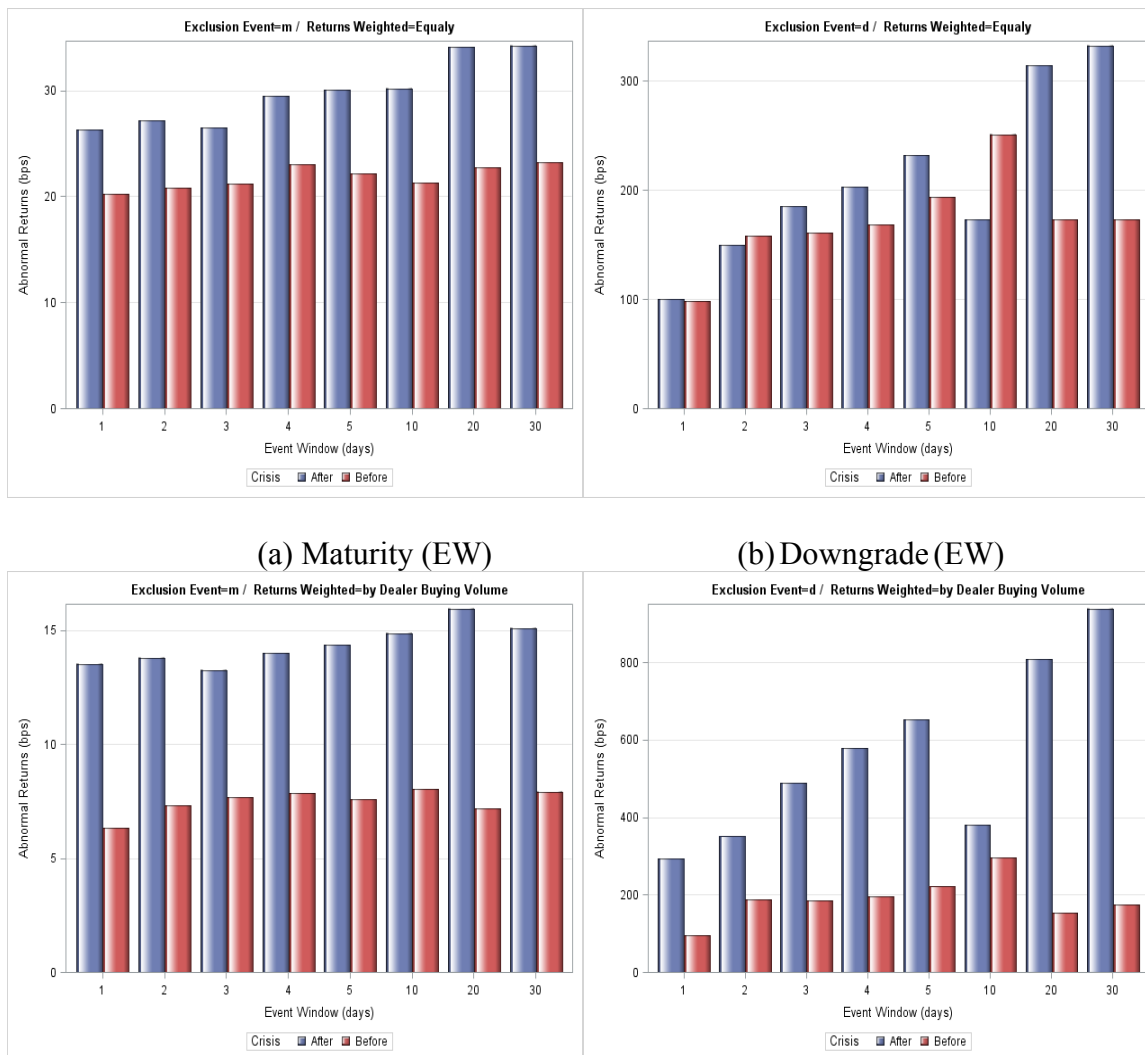 Exclusion Event=m / Returns Weighted=Equaly
Abnormal Returns (bps)
30
20
10
0
1 2 3 4 5 10 20 30
Event Window (days)
Crisis After Before
Exclusion Event=d / Returns Weighted=Equaly
Abnormal Returns (bps)
300
200
100
0
1 2 3 4 5 10 20 30
Event Window (days)
Crisis After Before
(a) Maturity (EW)
(b) Downgrade (EW)
Exclusion Event=m / Returns Weighted=by Dealer Buying Volume
Abnormal Returns (bps)
15
10
5
0
1 2 3 4 5 10 20 30
Event Window (days)
Crisis After Before
Exclusion Event=d / Returns Weighted=by Dealer Buying Volume
Abnormal Returns (bps)
800
600
400
200
0
1 2 3 4 5 10 20 30
Event Window (days)
Crisis After Before